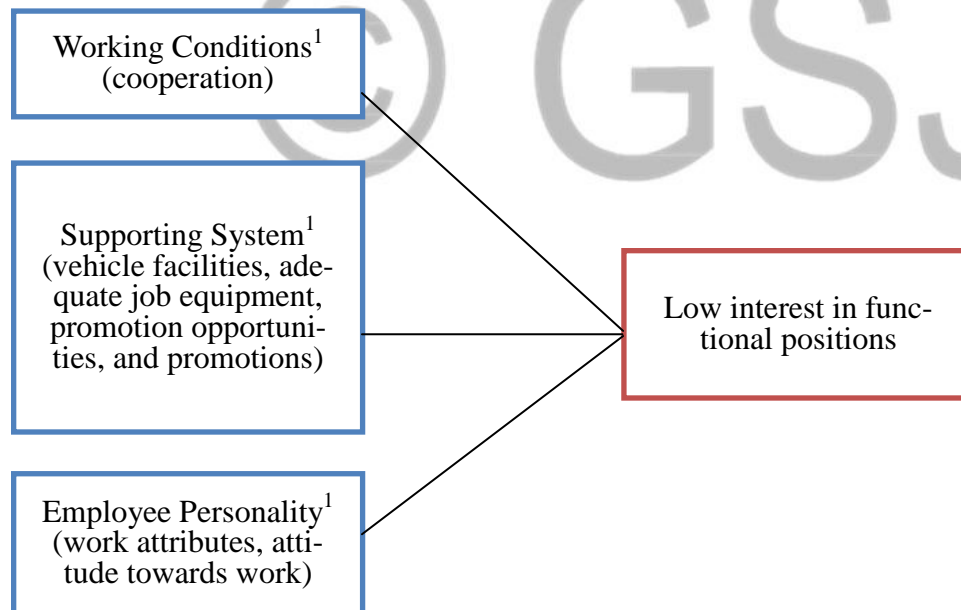 © GSJ
Working Conditions¹
(cooperation)
Supporting System¹
(vehicle facilities, ade-
quate job equipment,
promotion opportuni-
ties, and promotions)
Low interest in func-
tional positions
Employee Personality¹
(work attributes, atti-
tude towards work)